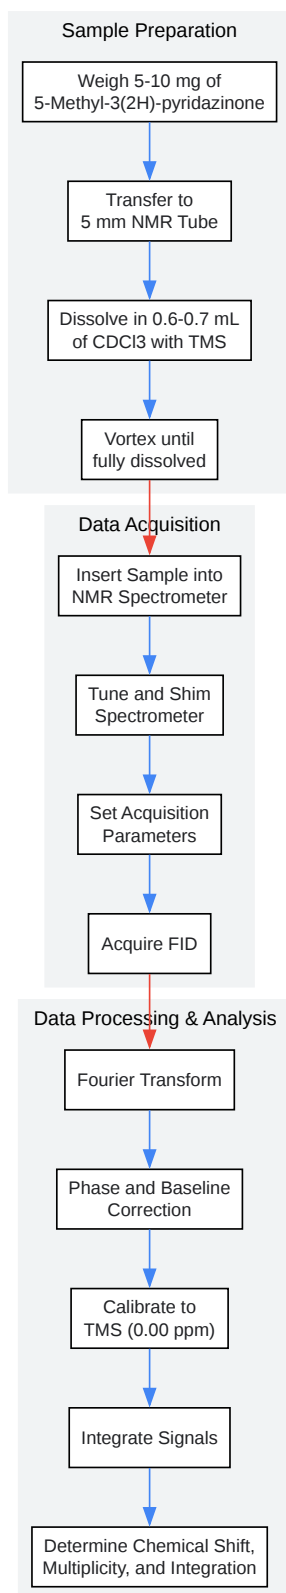 Sample Preparation
Weigh 5-10 mg of
5-Methyl-3(2H)-pyridazinone
Transfer to
5 mm NMR Tube
Dissolve in 0.6-0.7 mL
of CDCl3 with TMS
Vortex until
fully dissolved
Data Acquisition
Insert Sample into
NMR Spectrometer
Tune and Shim
Spectrometer
Set Acquisition
Parameters
Acquire FID
Data Processing & Analysis
Fourier Transform
Phase and Baseline
Correction
Calibrate to
TMS (0.00 ppm)
Integrate Signals
Determine Chemical Shift,
Multiplicity, and Integration